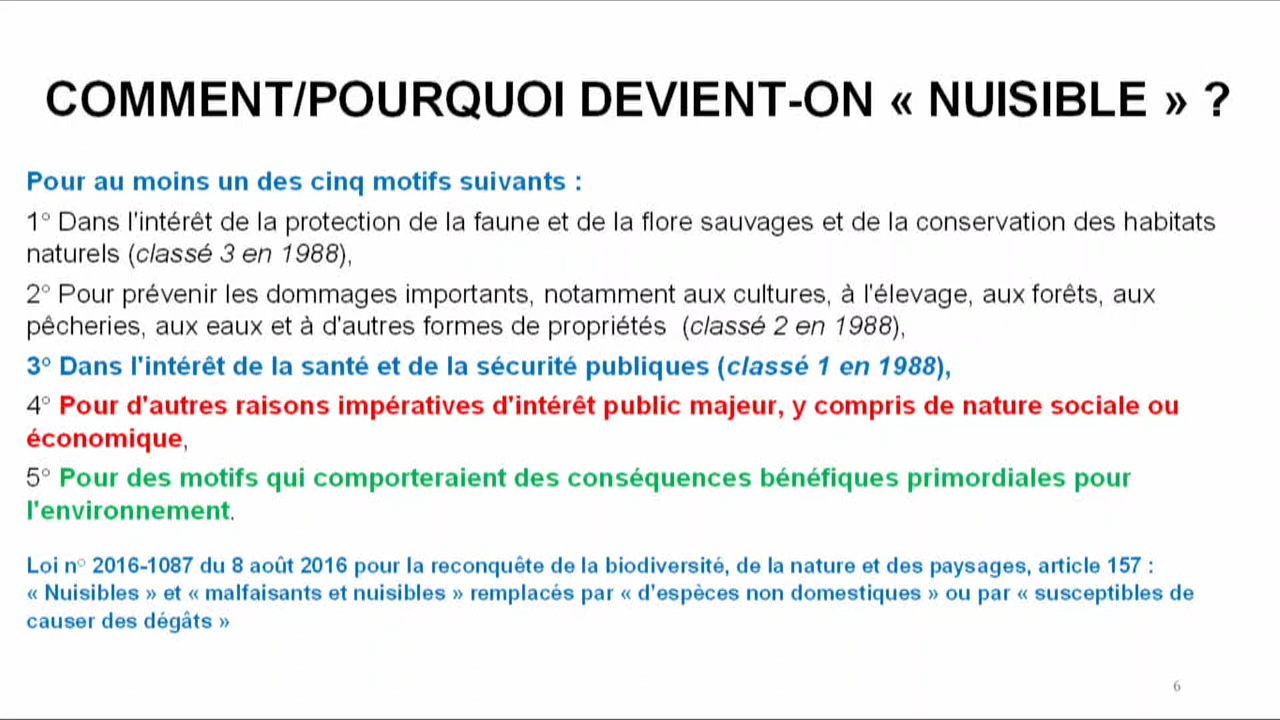 COMMENT/POURQUOI DEVIENT-ON « NUISIBLE » ?
Pour au moins un des cinq motifs suivants :
1° Dans l'intérêt de la protection de la faune et de la flore sauvages et de la conservation des habitats
naturels (classé 3 en 1988),
2° Pour prévenir les dommages importants, notamment aux cultures, à l'élevage, aux forêts, aux
pêcheries, aux eaux et à d'autres formes de propriétés (classé 2 en 1988),
3° Dans l'intérêt de la santé et de la sécurité publiques (classé 1 en 1988),
4° Pour d'autres raisons impératives d'intérêt public majeur, y compris de nature sociale ou
économique,
5° Pour des motifs qui comporteraient des conséquences bénéfiques primordiales pour
l'environnement.
Loi n° 2016-1087 du 8 août 2016 pour la reconquête de la biodiversité, de la nature et des paysages, article 157 :
« Nuisibles » et « malfaisants et nuisibles » remplacés par « d'espèces non domestiques » ou par « susceptibles de
causer des dégâts »
6